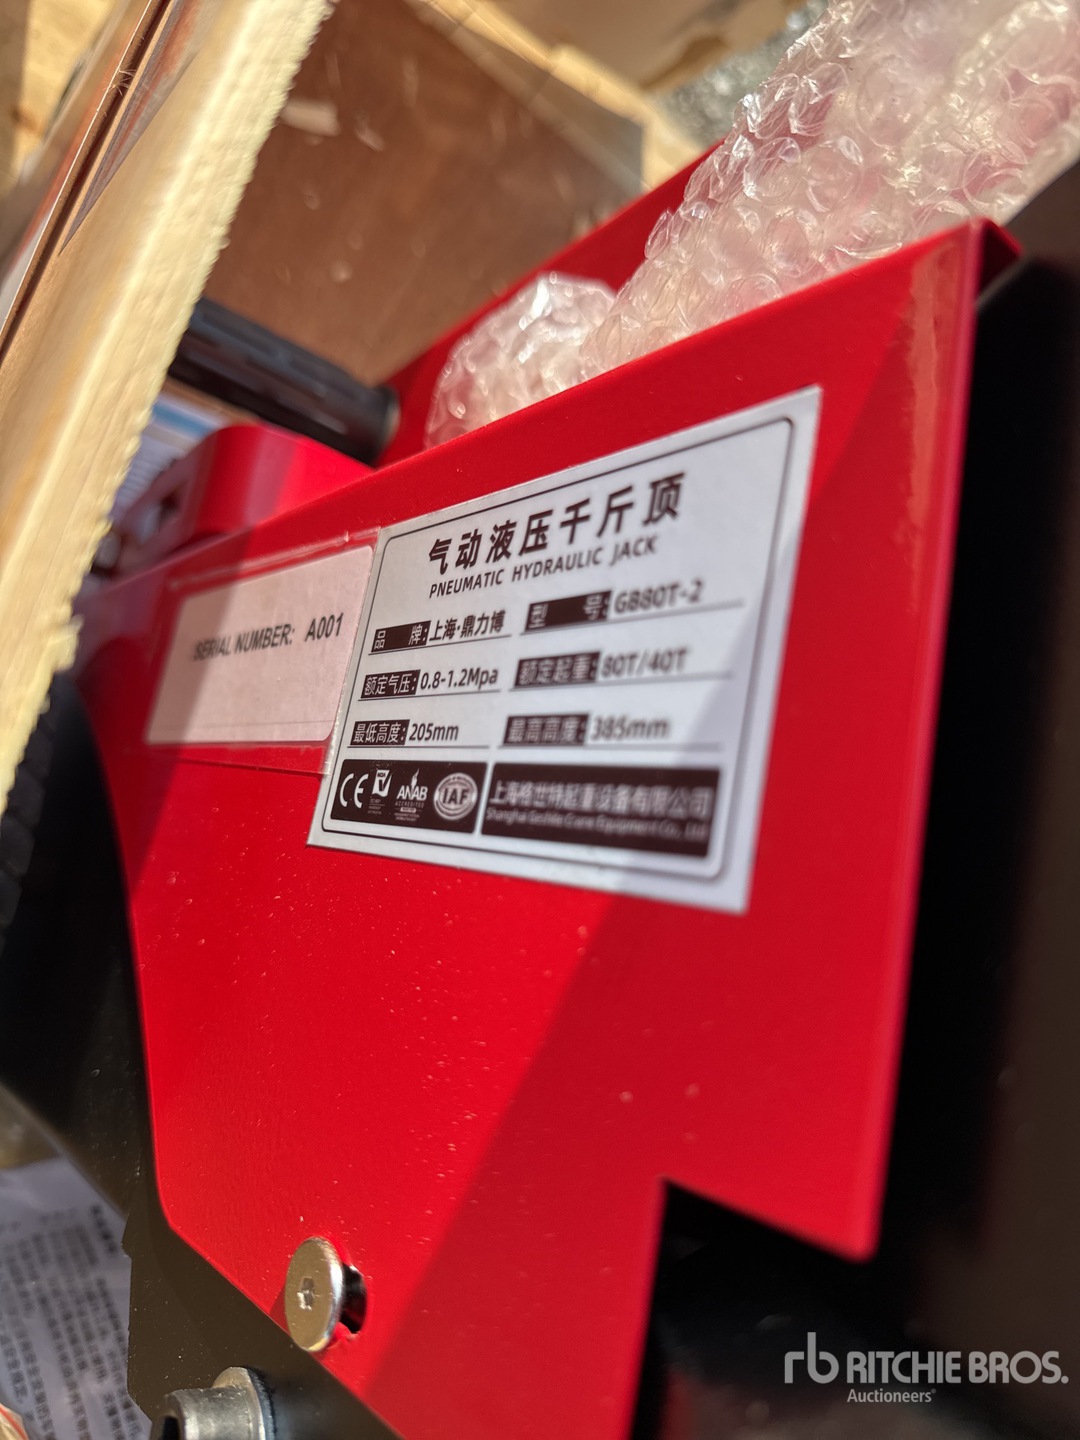 气动液压千斤顶
PNEUMATIC HYDRAULIC JACK
SERIAL NUMBER: A001
品 牌: 上海·鼎力博
型 号: GB80T-2
额定气压: 0.8-1.2Mpa
额定起重: 80T/40T
最低高度: 205mm
最高高度: 385mm
CE
ANAB
ACCREDITED
IAF
上海格世特起重设备有限公司
rb RITCHIE BROS.
Auctioneers